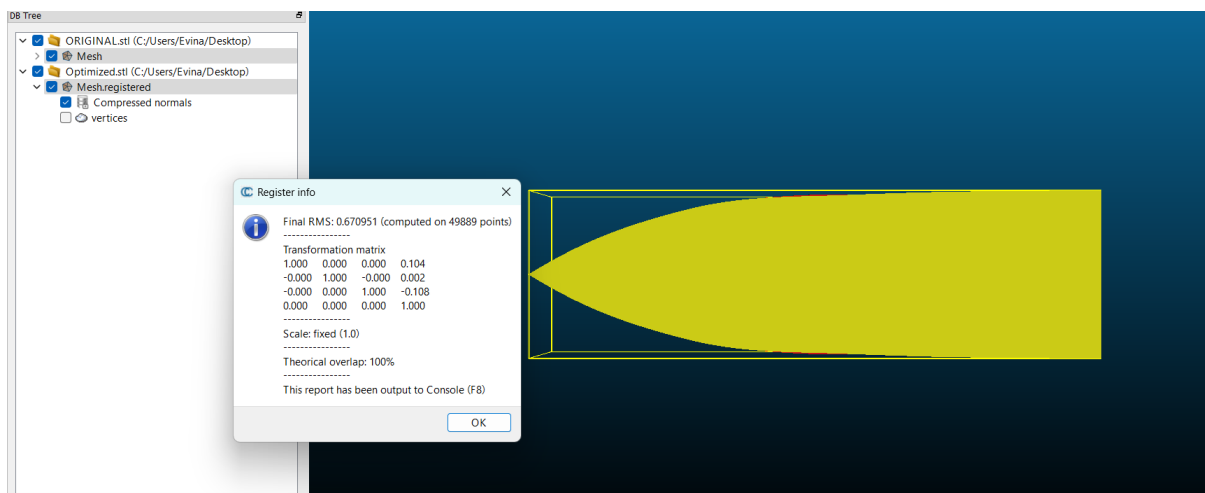 DB Tree
ORIGINAL.stl (C:/Users/Evina/Desktop)
Mesh
Optimized.stl (C:/Users/Evina/Desktop)
Mesh.registered
Compressed normals
vertices
Register info
Final RMS: 0.670951 (computed on 49889 points)
---------------
Transformation matrix
1.000 0.000 0.000 0.104
-0.000 1.000 -0.000 0.002
-0.000 0.000 1.000 -0.108
0.000 0.000 0.000 1.000
---------------
Scale: fixed (1.0)
---------------
Theorical overlap: 100%
---------------
This report has been output to Console (F8)
OK